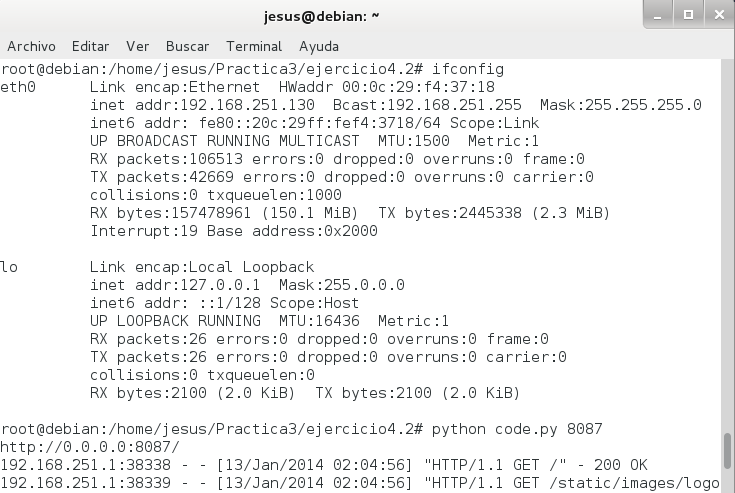 jesus@debian: ~
Archivo Editar Ver Buscar Terminal Ayuda
root@debian:/home/jesus/Practica3/ejercicio4.2# ifconfig
eth0      Link encap:Ethernet  HWaddr 00:0c:29:f4:37:18
          inet addr:192.168.251.130  Bcast:192.168.251.255  Mask:255.255.255.0
          inet6 addr: fe80::20c:29ff:fef4:3718/64 Scope:Link
          UP BROADCAST RUNNING MULTICAST  MTU:1500  Metric:1
          RX packets:106513 errors:0 dropped:0 overruns:0 frame:0
          TX packets:42669 errors:0 dropped:0 overruns:0 carrier:0
          collisions:0 txqueuelen:1000
          RX bytes:157478961 (150.1 MiB)  TX bytes:2445338 (2.3 MiB)
          Interrupt:19 Base address:0x2000
lo        Link encap:Local Loopback
          inet addr:127.0.0.1  Mask:255.0.0.0
          inet6 addr: ::1/128 Scope:Host
          UP LOOPBACK RUNNING  MTU:16436  Metric:1
          RX packets:26 errors:0 dropped:0 overruns:0 frame:0
          TX packets:26 errors:0 dropped:0 overruns:0 carrier:0
          collisions:0 txqueuelen:0
          RX bytes:2100 (2.0 KiB)  TX bytes:2100 (2.0 KiB)
root@debian:/home/jesus/Practica3/ejercicio4.2# python code.py 8087
http://0.0.0.0:8087/
192.168.251.1:38338 - - [13/Jan/2014 02:04:56] "HTTP/1.1 GET /" - 200 OK
192.168.251.1:38339 - - [13/Jan/2014 02:04:56] "HTTP/1.1 GET /static/images/logo